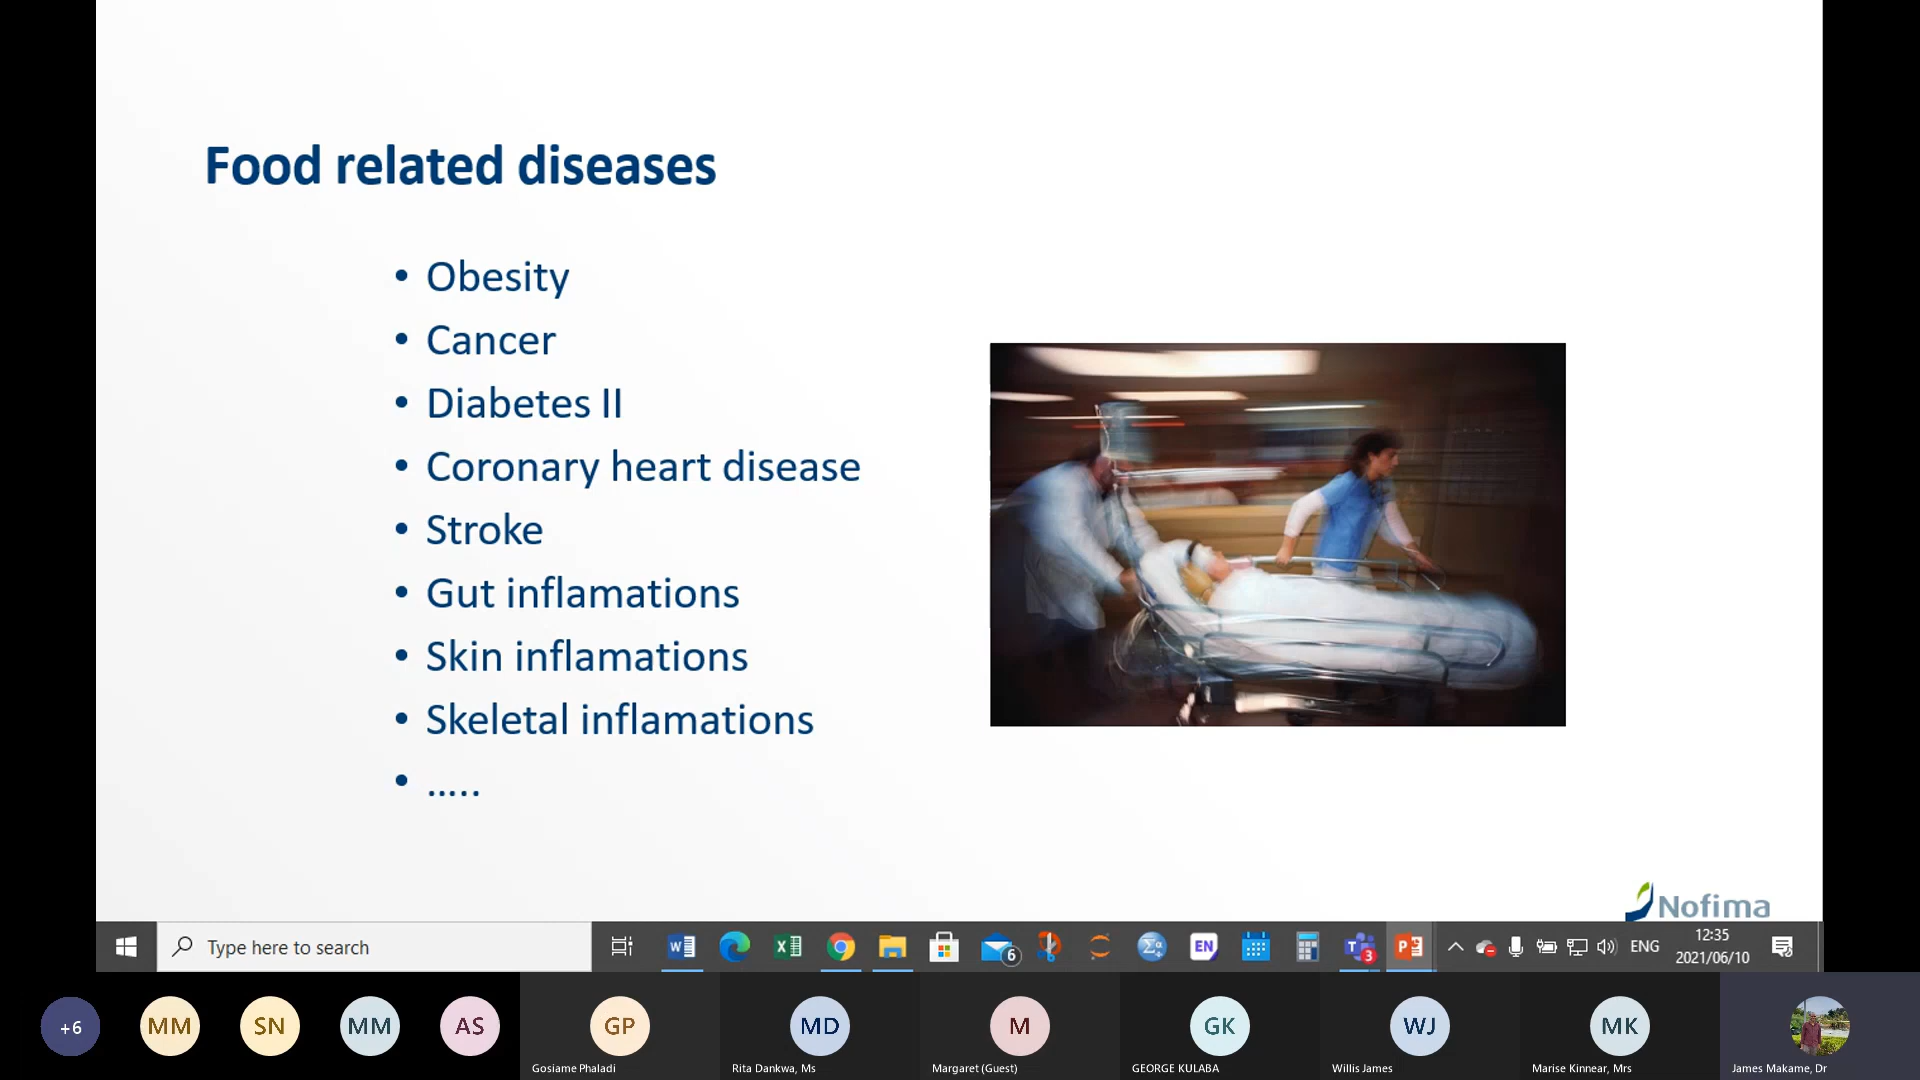 Food related diseases
• Obesity
• Cancer
• Diabetes II
• Coronary heart disease
• Stroke
• Gut inflamations
• Skin inflamations
• Skeletal inflamations
• .....
Nofima
Type here to search
6
EN
3
ENG
12:35
2021/06/10
+6
MM
SN
MM
AS
GP
MD
M
GK
WJ
MK
Gosiame Phaladi
Rita Dankwa, Ms
Margaret (Guest)
GEORGE KULABA
Willis James
Marise Kinnear, Mrs
James Makame, Dr